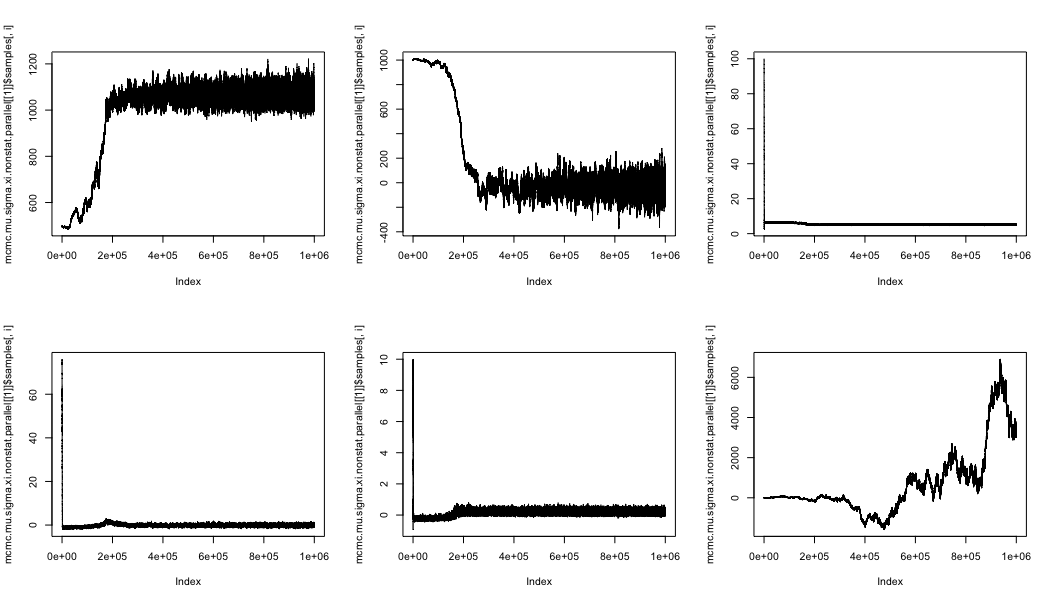 mcmc.mu.sigma.xi.nonstat.parallel[[1]]$samples[, i]
600 800 1000 1200
0e+00 2e+05 4e+05 6e+05 8e+05 1e+06
Index
mcmc.mu.sigma.xi.nonstat.parallel[[1]]$samples[, i]
-400 0 200 600 1000
0e+00 2e+05 4e+05 6e+05 8e+05 1e+06
Index
mcmc.mu.sigma.xi.nonstat.parallel[[1]]$samples[, i]
0 20 40 60 80 100
0e+00 2e+05 4e+05 6e+05 8e+05 1e+06
Index
mcmc.mu.sigma.xi.nonstat.parallel[[1]]$samples[, i]
0 20 40 60
0e+00 2e+05 4e+05 6e+05 8e+05 1e+06
Index
mcmc.mu.sigma.xi.nonstat.parallel[[1]]$samples[, i]
0 2 4 6 8 10
0e+00 2e+05 4e+05 6e+05 8e+05 1e+06
Index
mcmc.mu.sigma.xi.nonstat.parallel[[1]]$samples[, i]
0 2000 4000 6000
0e+00 2e+05 4e+05 6e+05 8e+05 1e+06
Index